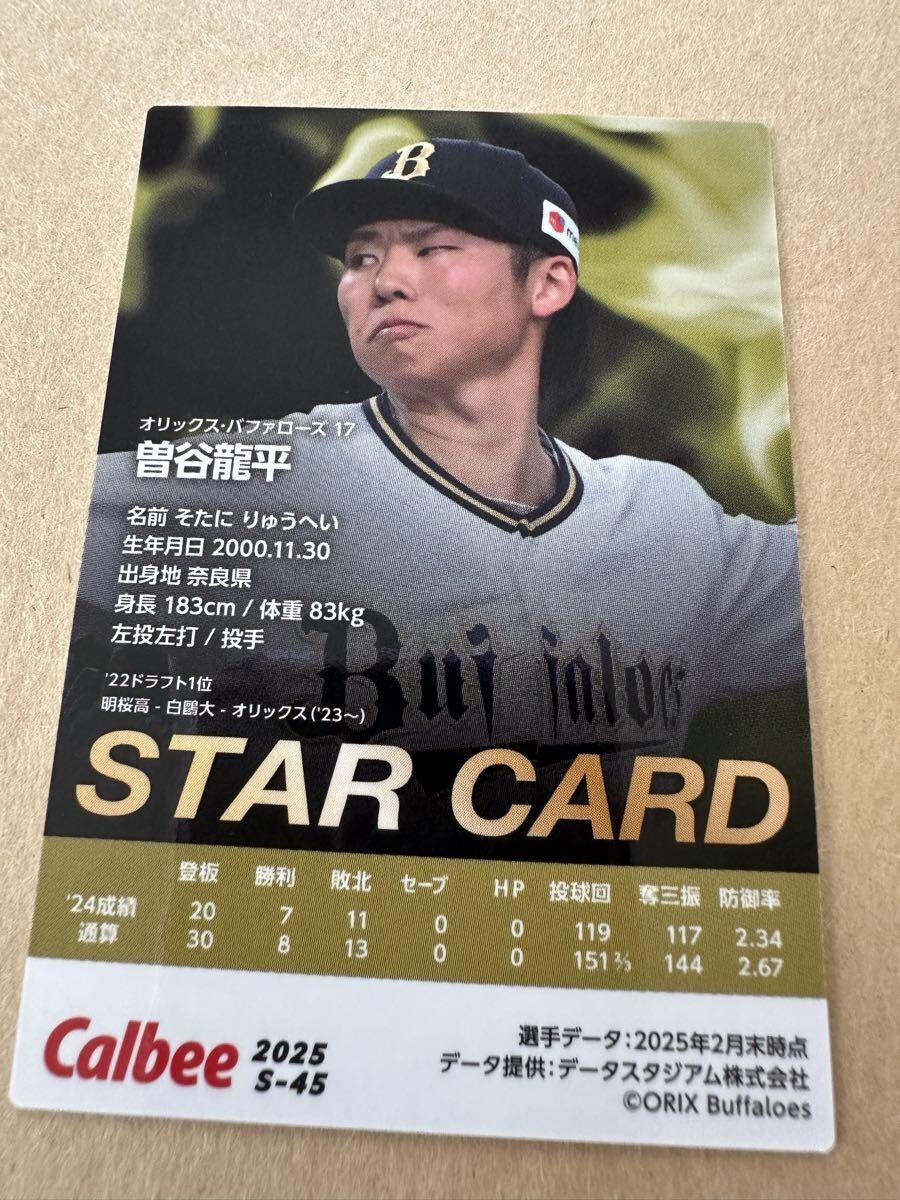 B
オリックス・バファローズ 17
曽谷龍平
名前 そたに りゅうへい
生年月日 2000.11.30
出身地 奈良県
身長 183cm / 体重 83kg
左投左打 / 投手
Buffaloes
'22ドラフト1位
明桜高 - 白鷗大 - オリックス('23〜)
STAR CARD
登板 勝利 敗北 セーブ HP 投球回 奪三振 防御率
'24成績 20 7 11 0 0 119 117 2.34
通算 30 8 13 0 0 151⅔ 144 2.67
Calbee 2025 S-45
選手データ:2025年2月末時点
データ提供:データスタジアム株式会社
©ORIX Buffaloes